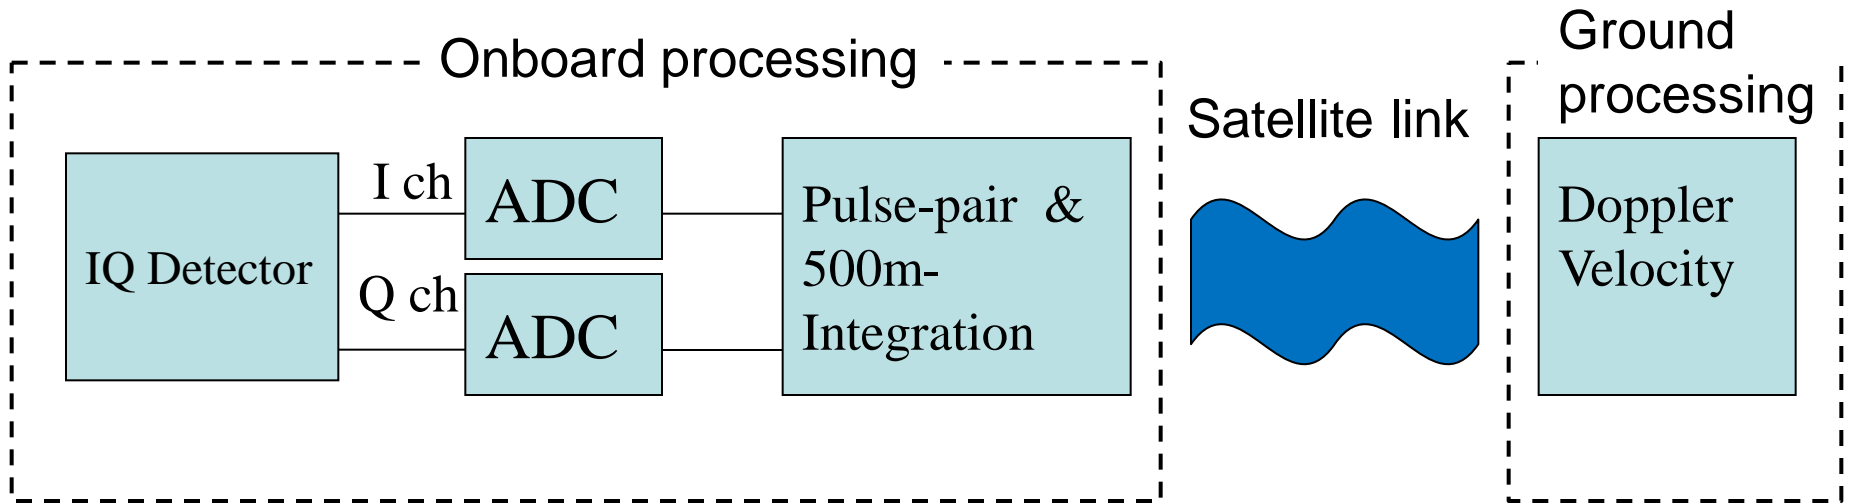 Onboard processing
Ground
processing
Satellite link
IQ Detector
I ch
Q ch
ADC
ADC
Pulse-pair &
500m-
Integration
Doppler
Velocity